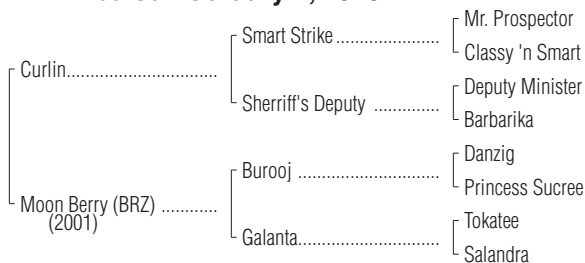 Mr. Prospector
Smart Strike ....................
Classy 'n Smart
Curlin.............................
Deputy Minister
Sherriff's Deputy .............
Barbarika
Danzig
Burooj ...........................
Princess Sucree
Moon Berry (BRZ) ...........
(2001)
Tokatee
Galanta...........................
Salandra